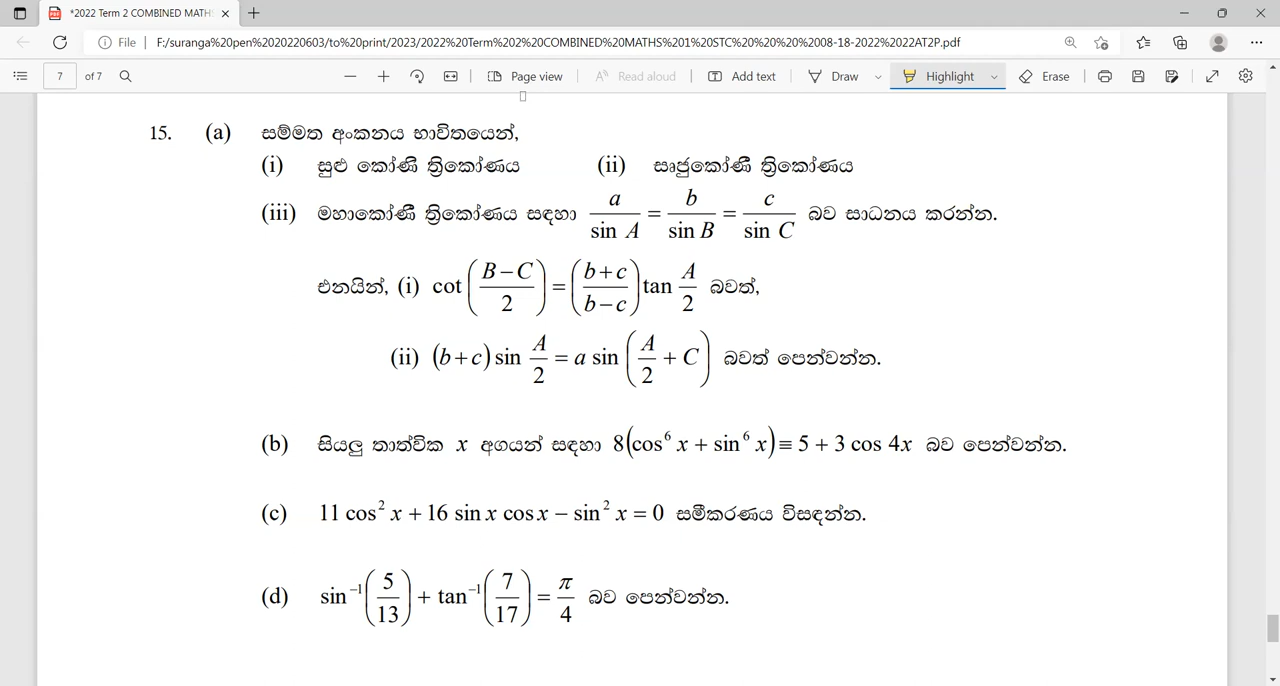 *2022 Term 2 COMBINED MATHS
File F:/suranga%20pen%2020220603/to%20print/2023/2022%20Term%202%20COMBINED%20MATHS%201%20STC%20%20%20%2008-18-2022%2022AT2P.pdf
7 of 7 Page view Read aloud Add text Draw Highlight Erase
15. (a) සම්මත අංකනය භාවිතයෙන්,
(i) සුළු කෝණී ත්‍රිකෝණය (ii) සෘජුකෝණී ත්‍රිකෝණය
(iii) මහාකෝණී ත්‍රිකෝණය සඳහා a/sin A = b/sin B = c/sin C බව සාධනය කරන්න.
එනයින්, (i) cot((B−C)/2) = ((b+c)/(b−c)) tan A/2 බවත්,
(ii) (b+c) sin A/2 = a sin (A/2 + C) බවත් පෙන්වන්න.
(b) සියලු තාත්වික x අගයන් සඳහා 8(cos⁶ x + sin⁶ x) ≡ 5 + 3 cos 4x බව පෙන්වන්න.
(c) 11 cos² x + 16 sin x cos x − sin² x = 0 සමීකරණය විසඳන්න.
(d) sin⁻¹(5/13) + tan⁻¹(7/17) = π/4 බව පෙන්වන්න.